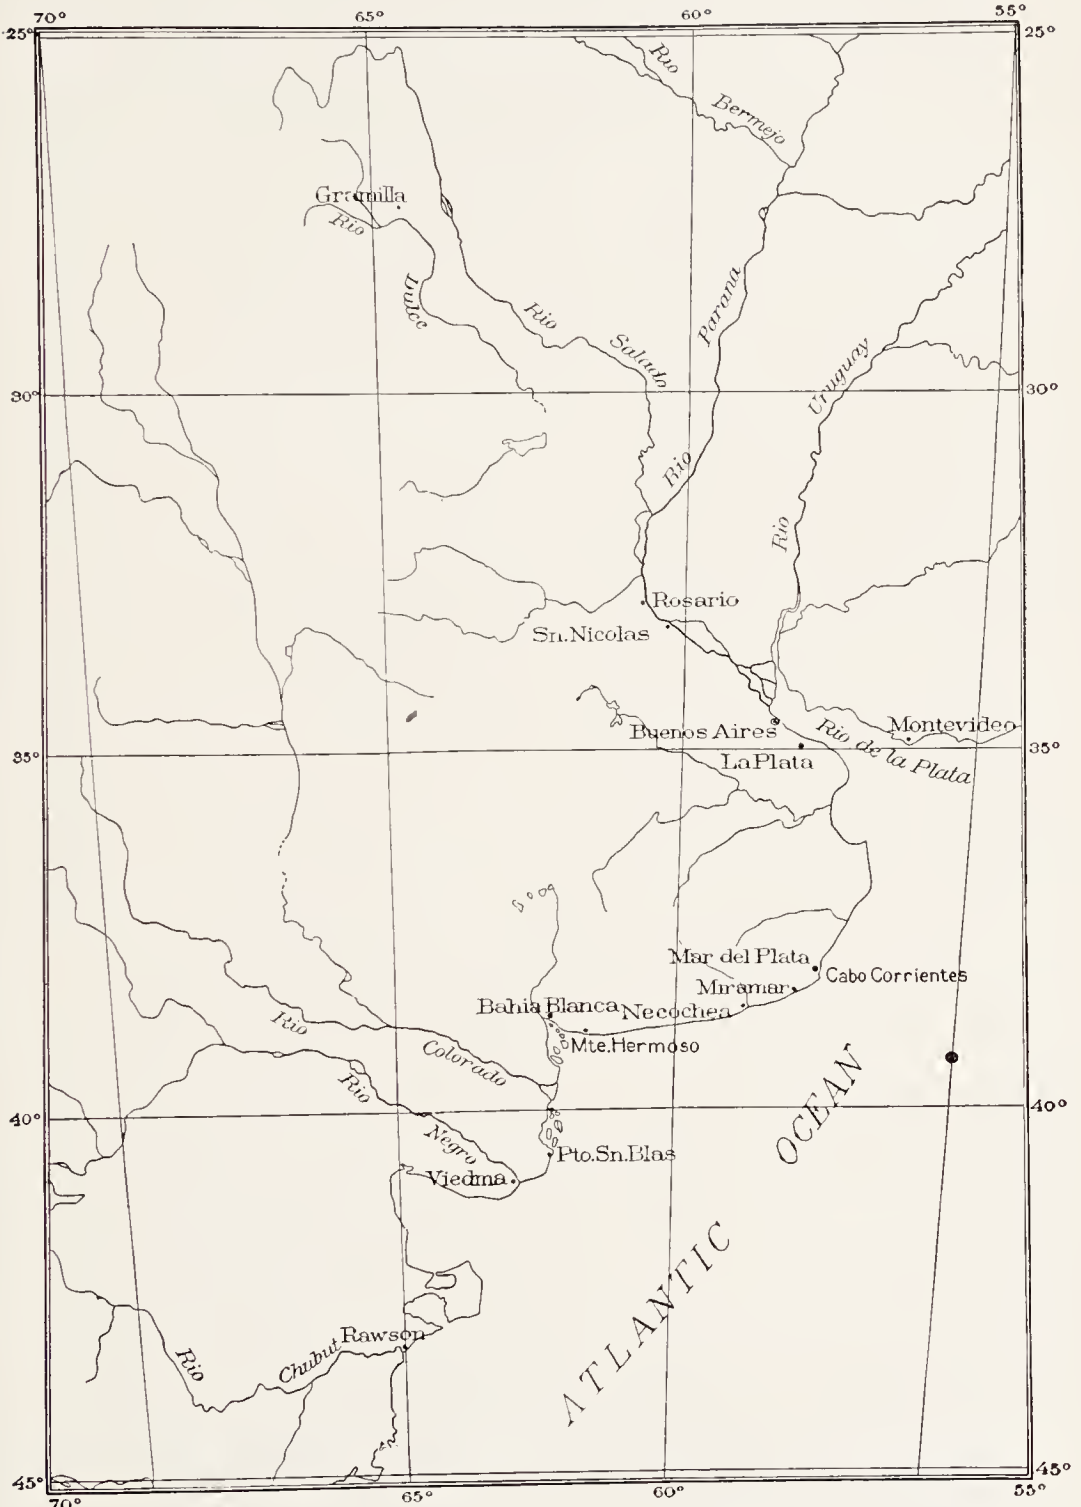 70°
65°
60°
55°
25°
25°
Rio
Bermejo
Gramilla
Rio
Dulce
Rio
Salado
Rio
Parana
Rio
Uruguay
30°
30°
Rosario
Sn. Nicolas
Buenos Aires
La Plata
Montevideo
Rio de la Plata
35°
35°
Mar del Plata
Cabo Corrientes
Miramar
Necochea
Bahia Blanca
Mte. Hermoso
Rio
Colorado
Rio
Negro
40°
40°
Pto. Sn. Blas
Viedma
ATLANTIC
OCEAN
Rawson
Rio
Chubut
45°
45°
70°
65°
60°
55°